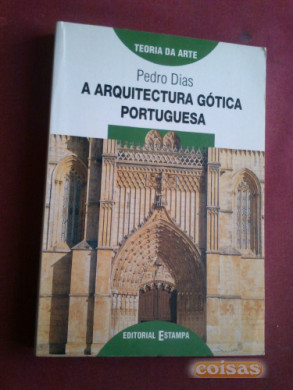 TEORIA DA ARTE
Pedro Dias
A ARQUITECTURA GÓTICA
PORTUGUESA
EDITORIAL ESTAMPA
coisas